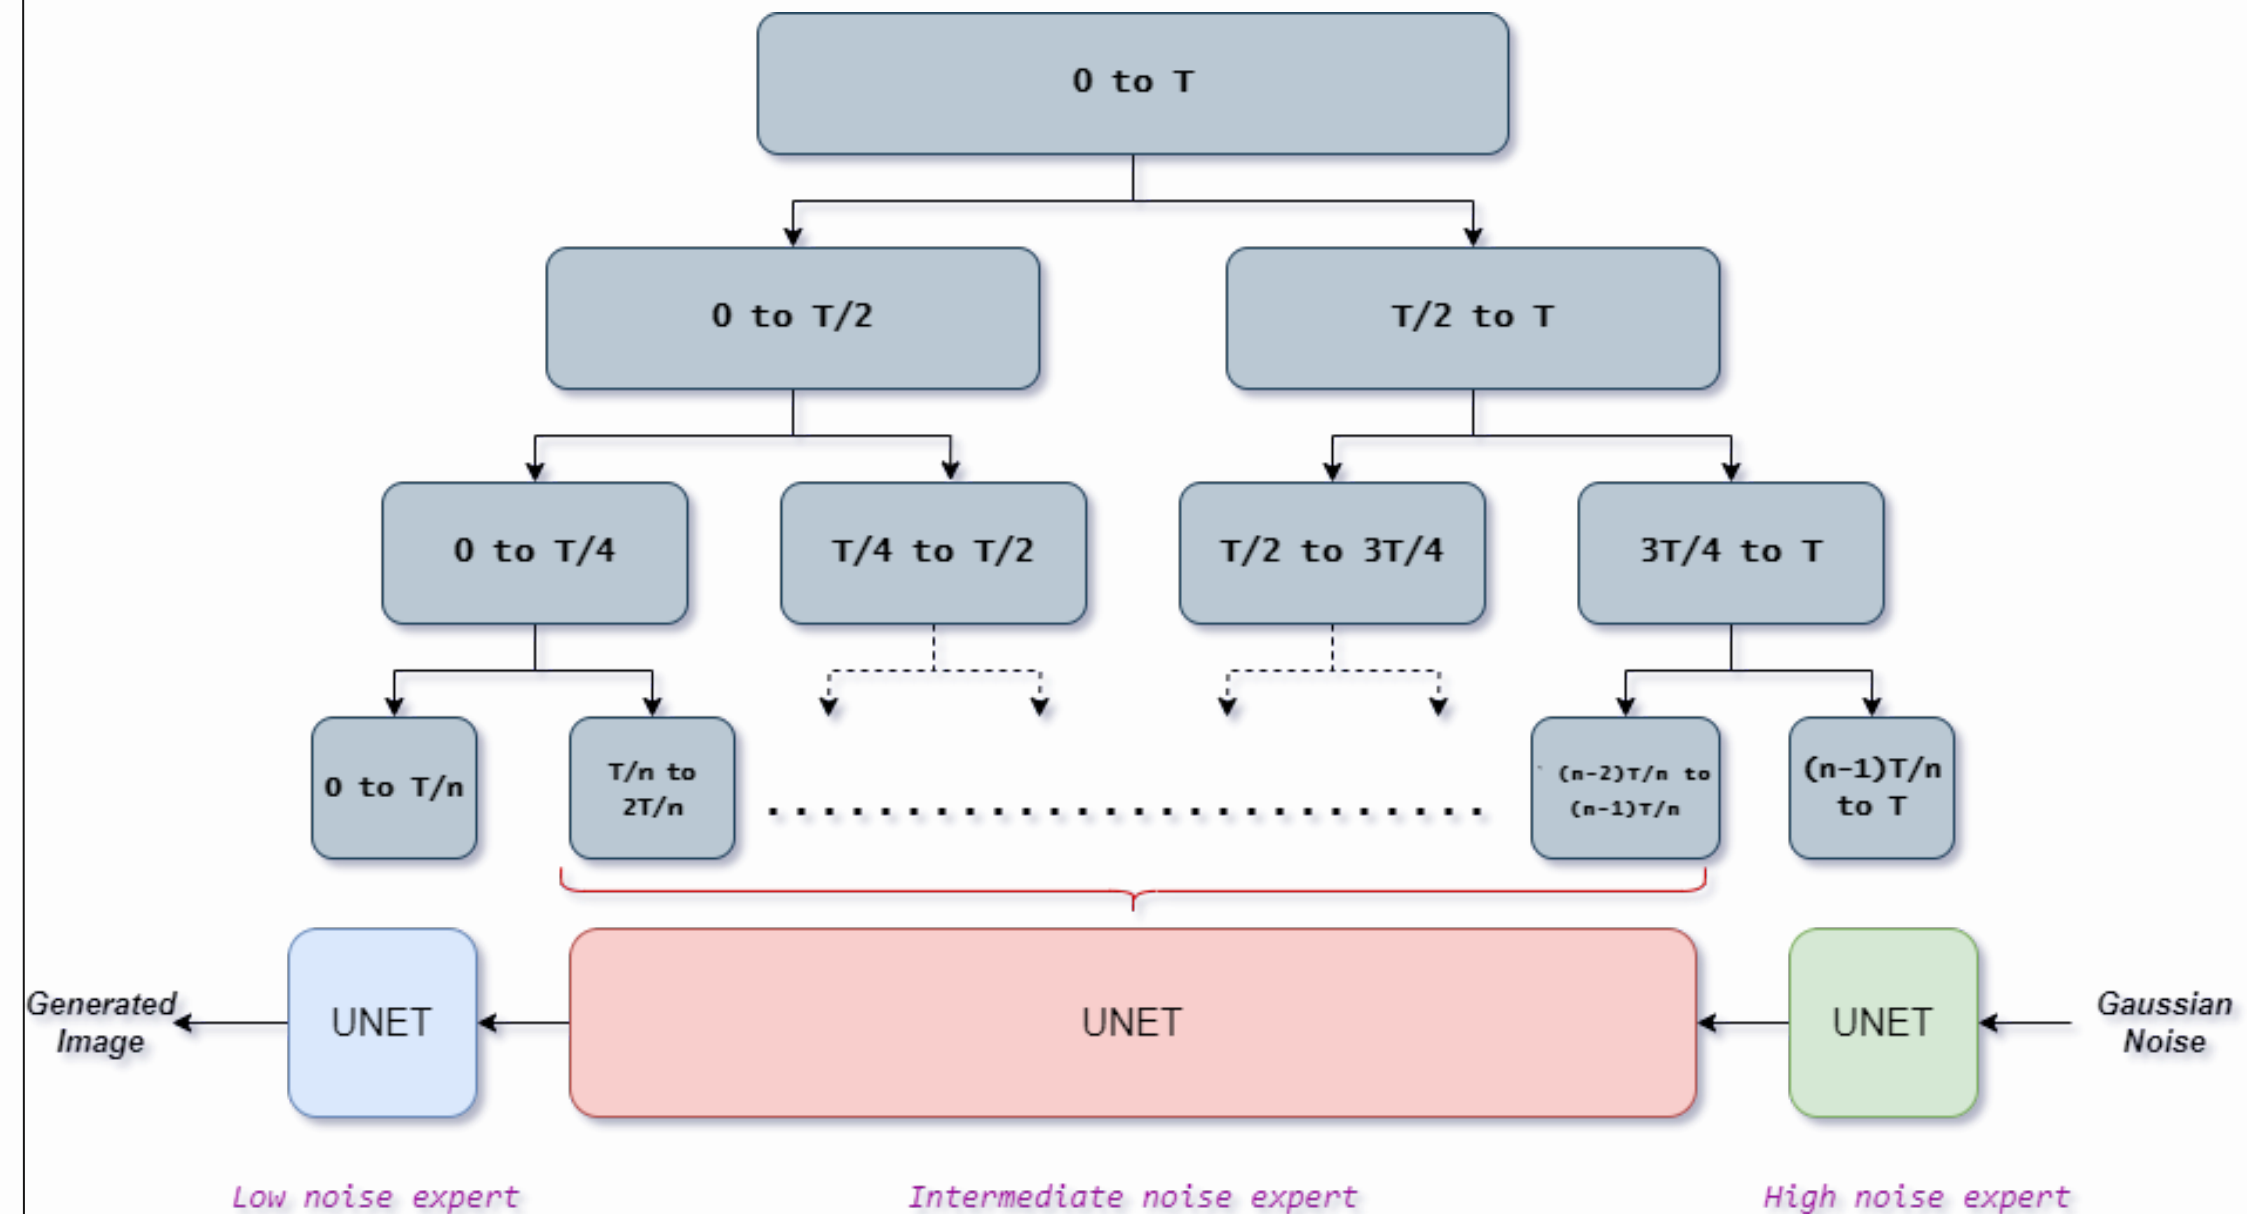 0 to T
0 to T/2
T/2 to T
0 to T/4
T/4 to T/2
T/2 to 3T/4
3T/4 to T
0 to T/n
T/n to
2T/n
..........................
` (n-2)T/n to
(n-1)T/n
(n-1)T/n
to T
Generated
Image
UNET
UNET
UNET
Gaussian
Noise
Low noise expert
Intermediate noise expert
High noise expert